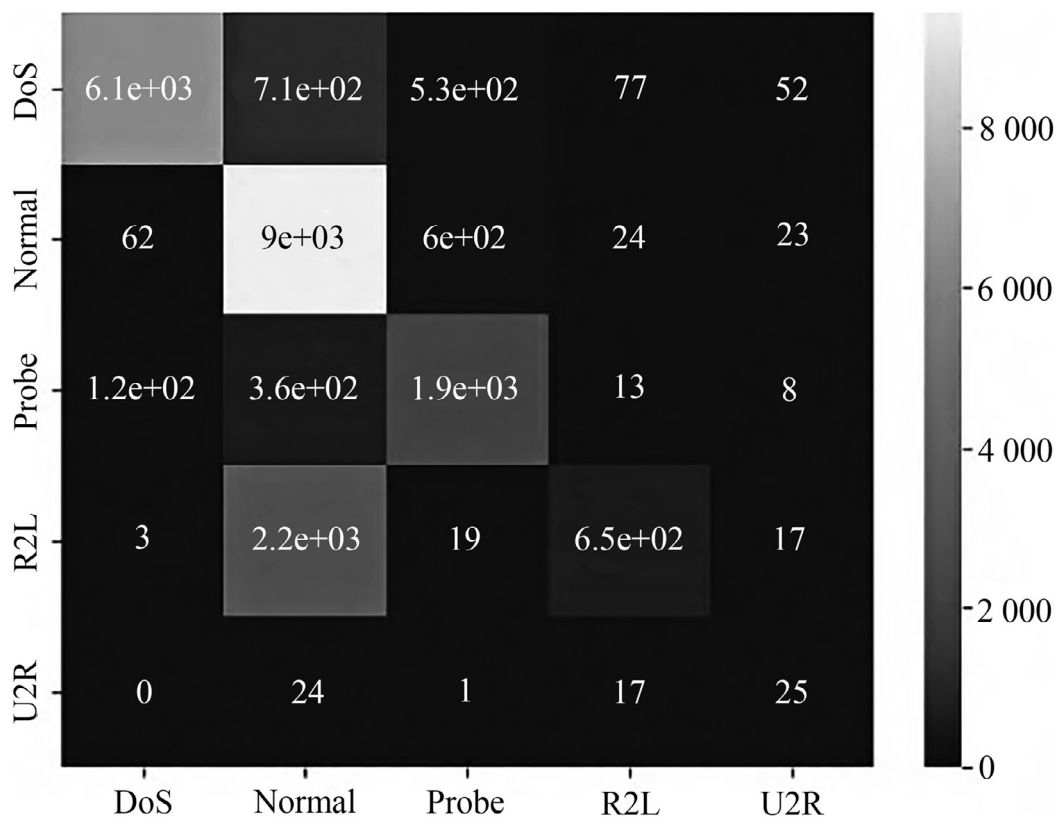 DoS 6.1e+03 7.1e+02 5.3e+02 77 52
8 000
Normal 62 9e+03 6e+02 24 23
6 000
Probe 1.2e+02 3.6e+02 1.9e+03 13 8
4 000
R2L 3 2.2e+03 19 6.5e+02 17
2 000
U2R 0 24 1 17 25
0
DoS Normal Probe R2L U2R